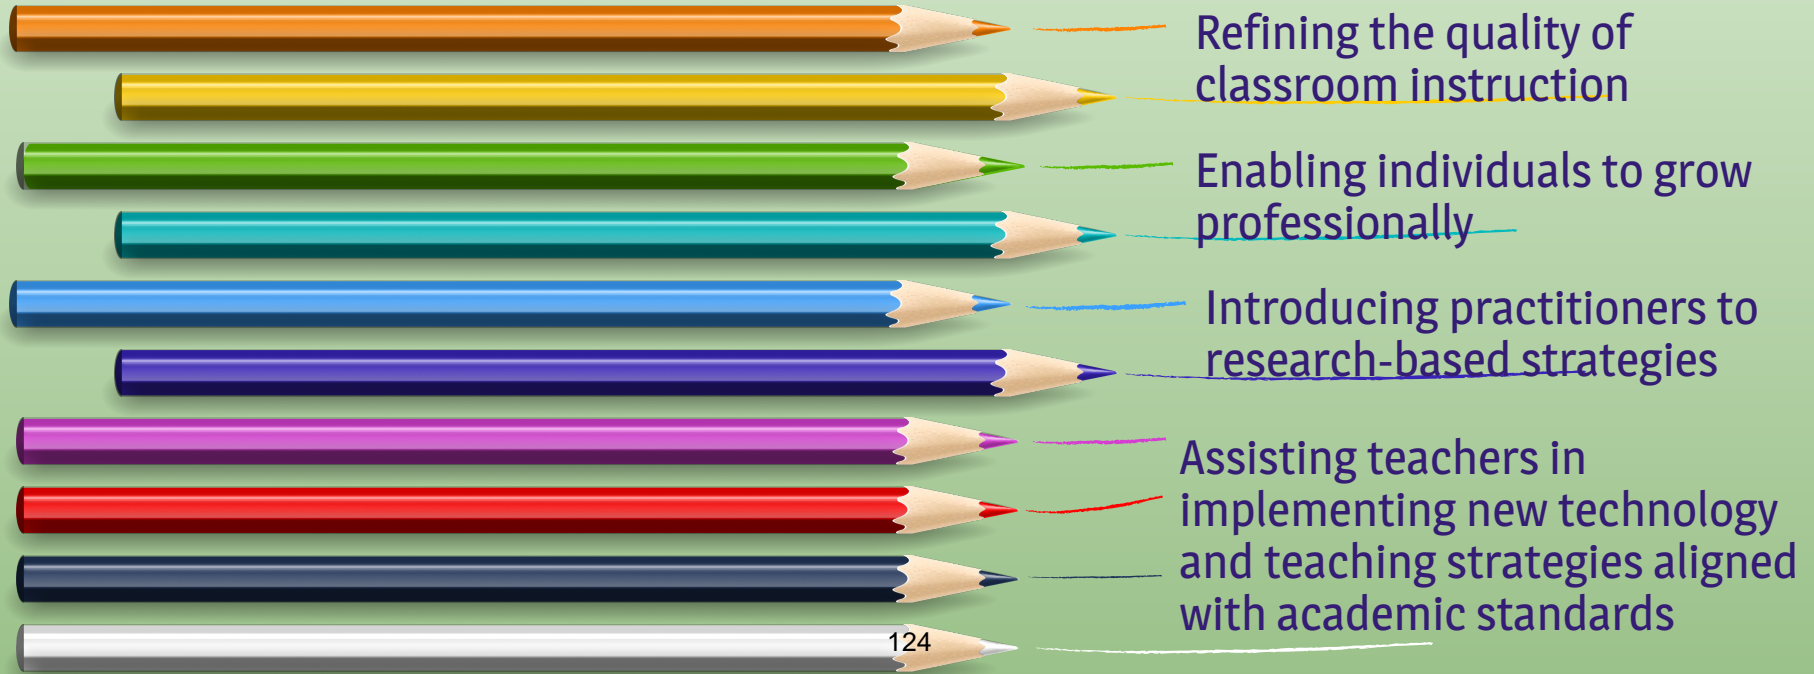 Refining the quality of
classroom instruction
Enabling individuals to grow
professionally
Introducing practitioners to
research-based strategies
Assisting teachers in
implementing new technology
and teaching strategies aligned
with academic standards
124